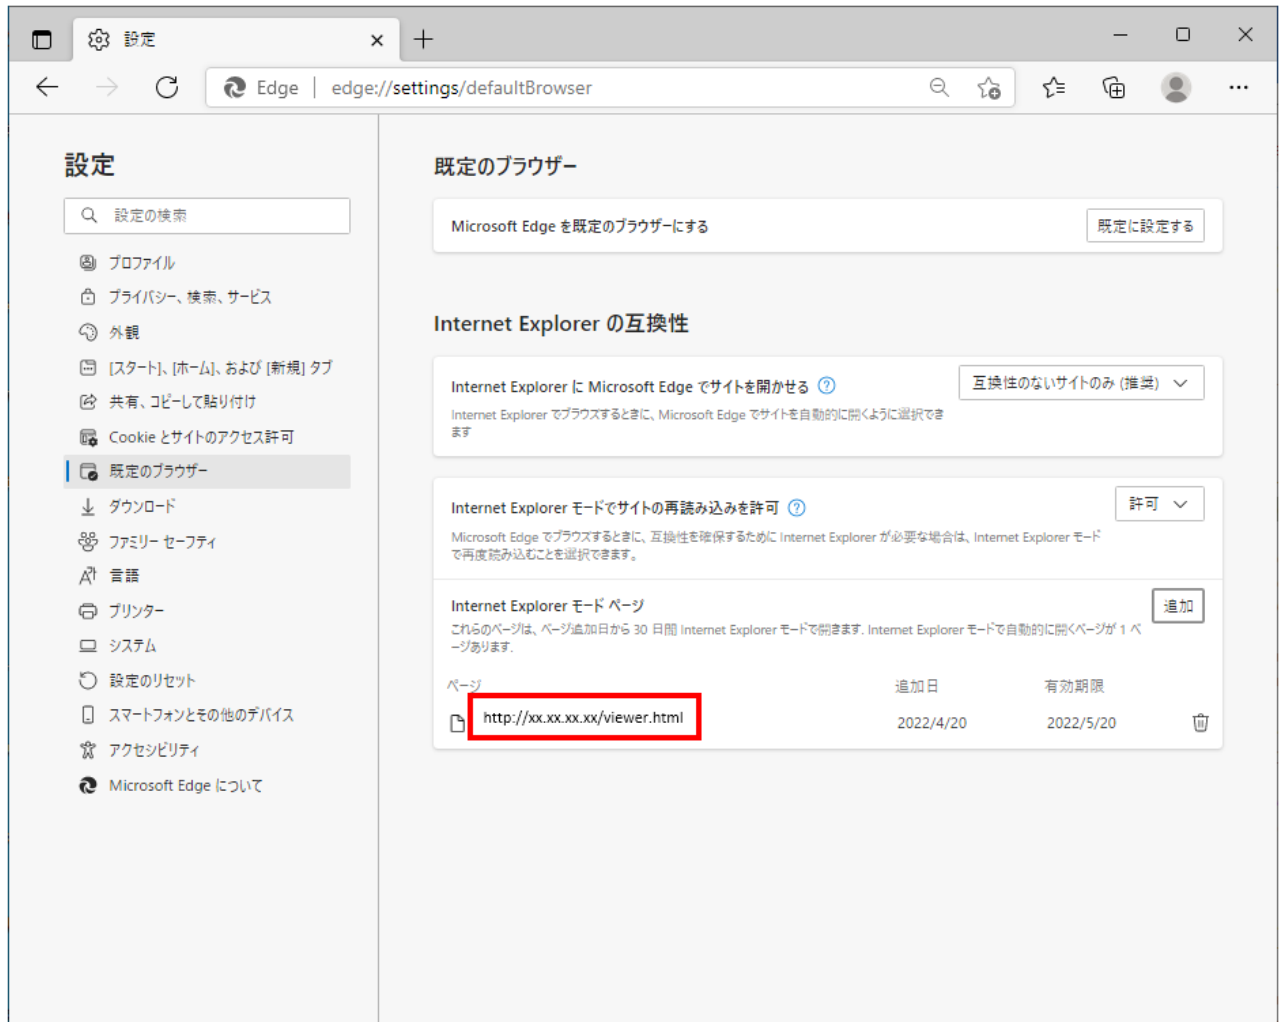 設定
Edge | edge://settings/defaultBrowser
設定
設定の検索
プロファイル
プライバシー、検索、サービス
外観
[スタート]、[ホーム]、および [新規] タブ
共有、コピーして貼り付け
Cookie とサイトのアクセス許可
既定のブラウザー
ダウンロード
ファミリー セーフティ
言語
プリンター
システム
設定のリセット
スマートフォンとその他のデバイス
アクセシビリティ
Microsoft Edge について
既定のブラウザー
Microsoft Edge を既定のブラウザーにする
既定に設定する
Internet Explorer の互換性
Internet Explorer に Microsoft Edge でサイトを開かせる
互換性のないサイトのみ (推奨)
Internet Explorer でブラウズするときに、Microsoft Edge でサイトを自動的に開くように選択でき
ます
Internet Explorer モードでサイトの再読み込みを許可
許可
Microsoft Edge でブラウズするときに、互換性を確保するために Internet Explorer が必要な場合は、Internet Explorer モード
で再度読み込むことを選択できます。
Internet Explorer モード ページ
追加
これらのページは、ページ追加日から 30 日間 Internet Explorer モードで開きます. Internet Explorer モードで自動的に開くページが 1 ペ
ージあります.
ページ 追加日 有効期限
http://xx.xx.xx.xx/viewer.html 2022/4/20 2022/5/20